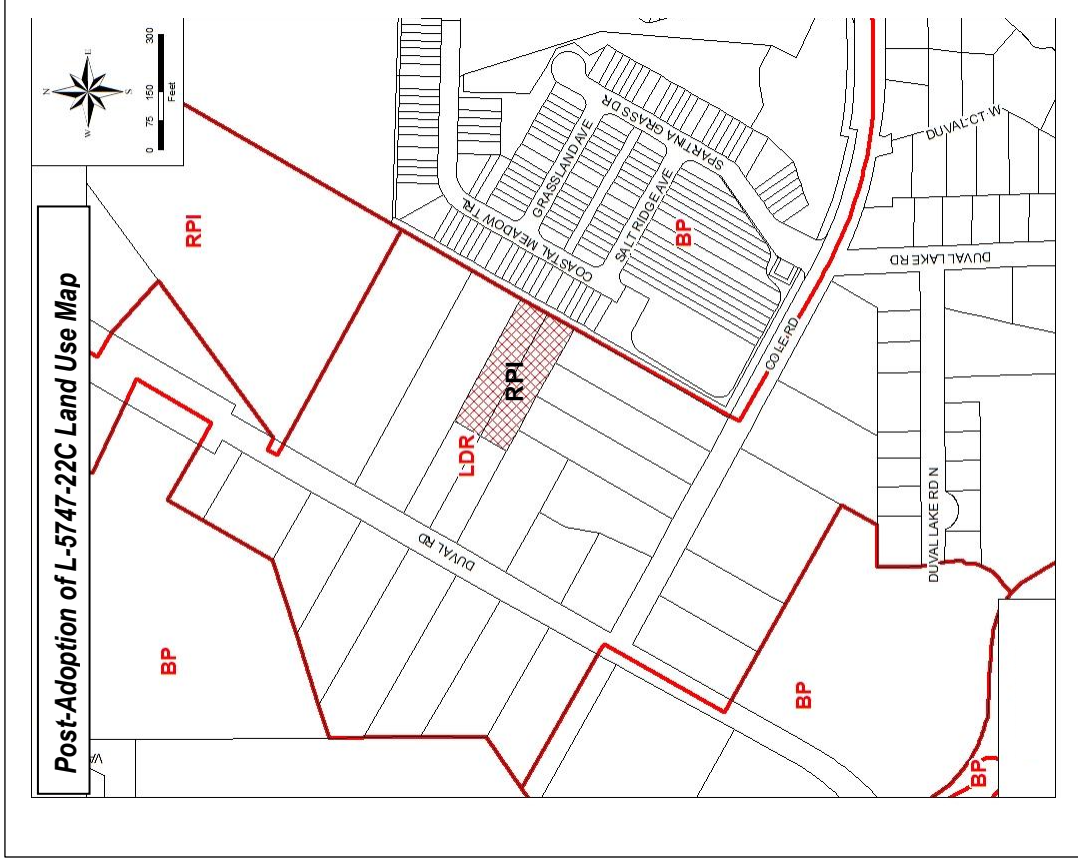 Post-Adoption of L-5747-22C Land Use Map
N
E
S
W
0
75
150
300
Feet
RPI
BP
LDR
RPI
BP
BP
BP
VA
DUVAL RD
COLE RD
COASTAL MEADOW TRL
GRASSLAND AVE
SALT RIDGE AVE
SPARTINA GRASS DR
DUVAL CT W
DUVAL LAKE RD
DUVAL LAKE RD N